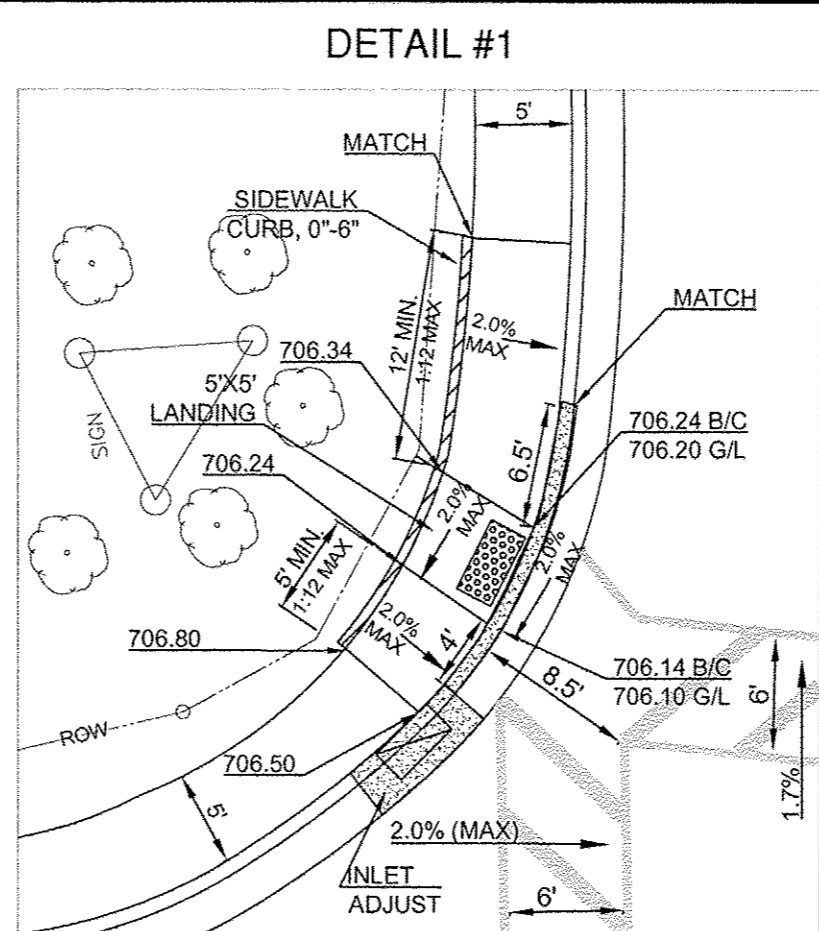 DETAIL #1
5'
MATCH
SIDEWALK
CURB, 0"-6"
MATCH
12' MIN.
1:12 MAX
2.0%
MAX
706.34
5'X5'
LANDING
SIGN
706.24 B/C
706.20 G/L
6.5'
706.24
2.0%
MAX
2.0%
MAX
5' MIN.
1:12 MAX
2.0%
MAX
4'
706.80
706.14 B/C
706.10 G/L
8.5'
6'
1.7%
ROW
706.50
5'
2.0% (MAX)
INLET
ADJUST
6'